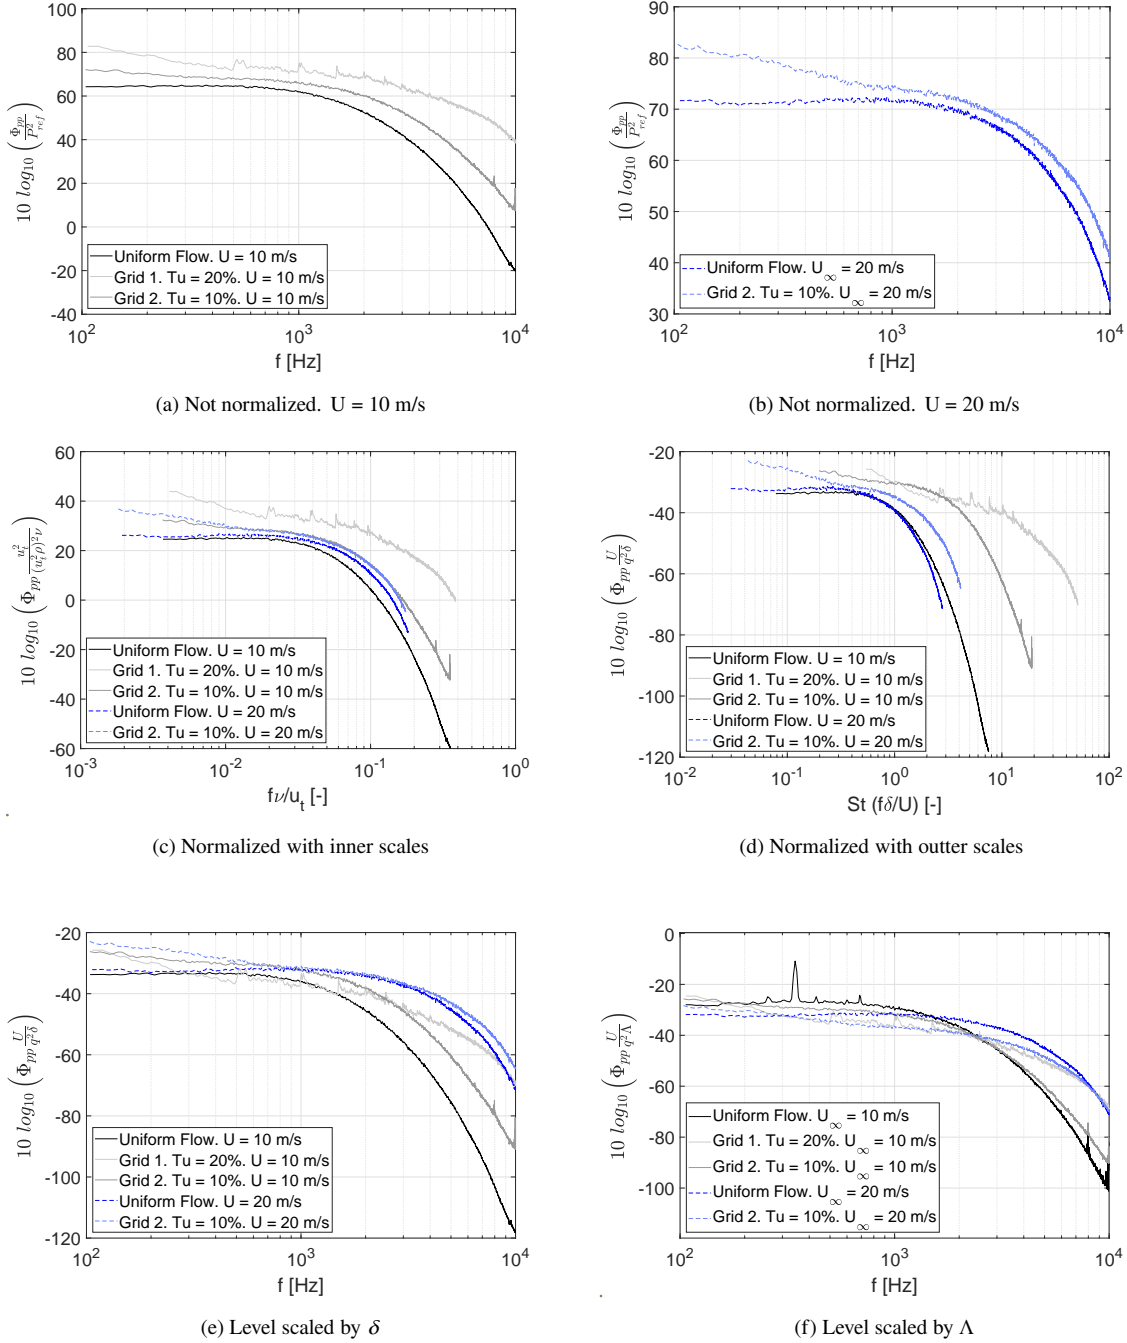 100
80
60
40
20
0
-20
-40
10 log10 (Φpp / P²ref)
Uniform Flow. U = 10 m/s
Grid 1. Tu = 20%. U = 10 m/s
Grid 2. Tu = 10%. U = 10 m/s
10² 10³ 10⁴
f [Hz]
(a) Not normalized. U = 10 m/s
90
80
70
60
50
40
30
10 log10 (Φpp / P²ref)
Uniform Flow. U∞ = 20 m/s
Grid 2. Tu = 10%. U∞ = 20 m/s
10² 10³ 10⁴
f [Hz]
(b) Not normalized. U = 20 m/s
60
40
20
0
-20
-40
-60
10 log10 (Φpp u²t / (u²t ρ)²ν)
Uniform Flow. U = 10 m/s
Grid 1. Tu = 20%. U = 10 m/s
Grid 2. Tu = 10%. U = 10 m/s
Uniform Flow. U = 20 m/s
Grid 2. Tu = 10%. U = 20 m/s
10⁻³ 10⁻² 10⁻¹ 10⁰
fν/ut [-]
(c) Normalized with inner scales
-20
-40
-60
-80
-100
-120
10 log10 (Φpp U / q²δ)
Uniform Flow. U = 10 m/s
Grid 1. Tu = 20%. U = 10 m/s
Grid 2. Tu = 10%. U = 10 m/s
Uniform Flow. U = 20 m/s
Grid 2. Tu = 10%. U = 20 m/s
10⁻² 10⁻¹ 10⁰ 10¹ 10²
St (fδ/U) [-]
(d) Normalized with outter scales
-20
-40
-60
-80
-100
-120
10 log10 (Φpp U / q²δ)
Uniform Flow. U = 10 m/s
Grid 1. Tu = 20%. U = 10 m/s
Grid 2. Tu = 10%. U = 10 m/s
Uniform Flow. U = 20 m/s
Grid 2. Tu = 10%. U = 20 m/s
10² 10³ 10⁴
f [Hz]
(e) Level scaled by δ
0
-20
-40
-60
-80
-100
10 log10 (Φpp U / q²Λ)
Uniform Flow. U∞ = 10 m/s
Grid 1. Tu = 20%. U∞ = 10 m/s
Grid 2. Tu = 10%. U∞ = 10 m/s
Uniform Flow. U∞ = 20 m/s
Grid 2. Tu = 10%. U∞ = 20 m/s
10² 10³ 10⁴
f [Hz]
(f) Level scaled by Λ